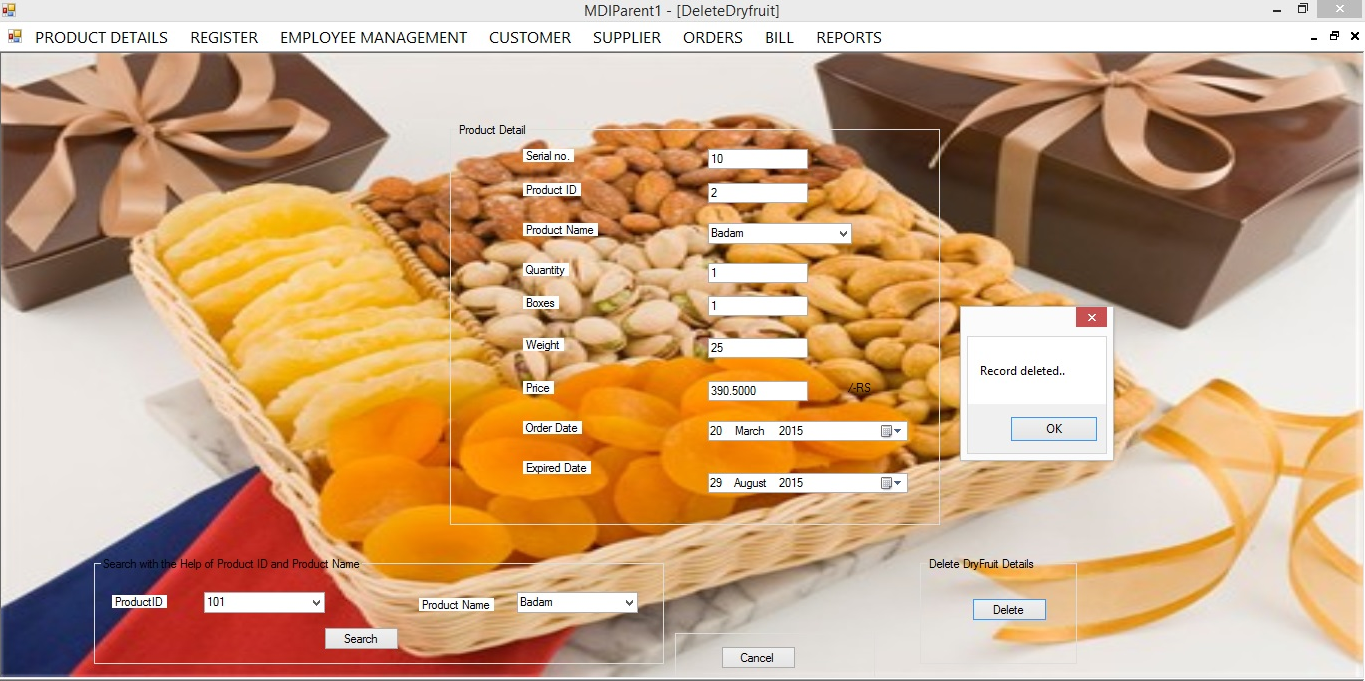 MDIParent1 - [DeleteDryfruit]
PRODUCT DETAILS REGISTER EMPLOYEE MANAGEMENT CUSTOMER SUPPLIER ORDERS BILL REPORTS
Product Detail
Serial no. 10
Product ID 2
Product Name Badam
Quantity 1
Boxes 1
Weight 25
Price 390.5000 /-RS
Order Date 20 March 2015
Expired Date 29 August 2015
Record deleted..
OK
Search with the Help of Product ID and Product Name
ProductID 101 Product Name Badam
Search
Cancel
Delete DryFruit Details
Delete